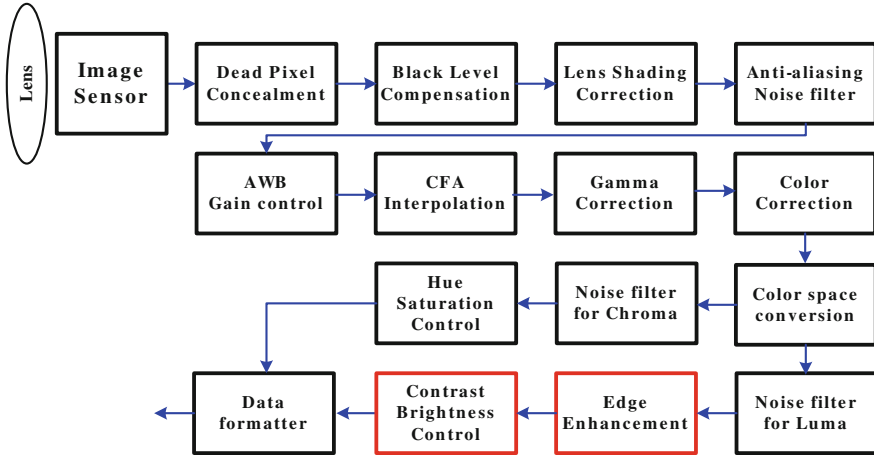 Lens
Image
Sensor
Dead Pixel
Concealment
Black Level
Compensation
Lens Shading
Correction
Anti-aliasing
Noise filter
AWB
Gain control
CFA
Interpolation
Gamma
Correction
Color
Correction
Hue
Saturation
Control
Noise filter
for Chroma
Color space
conversion
Data
formatter
Contrast
Brightness
Control
Edge
Enhancement
Noise filter
for Luma